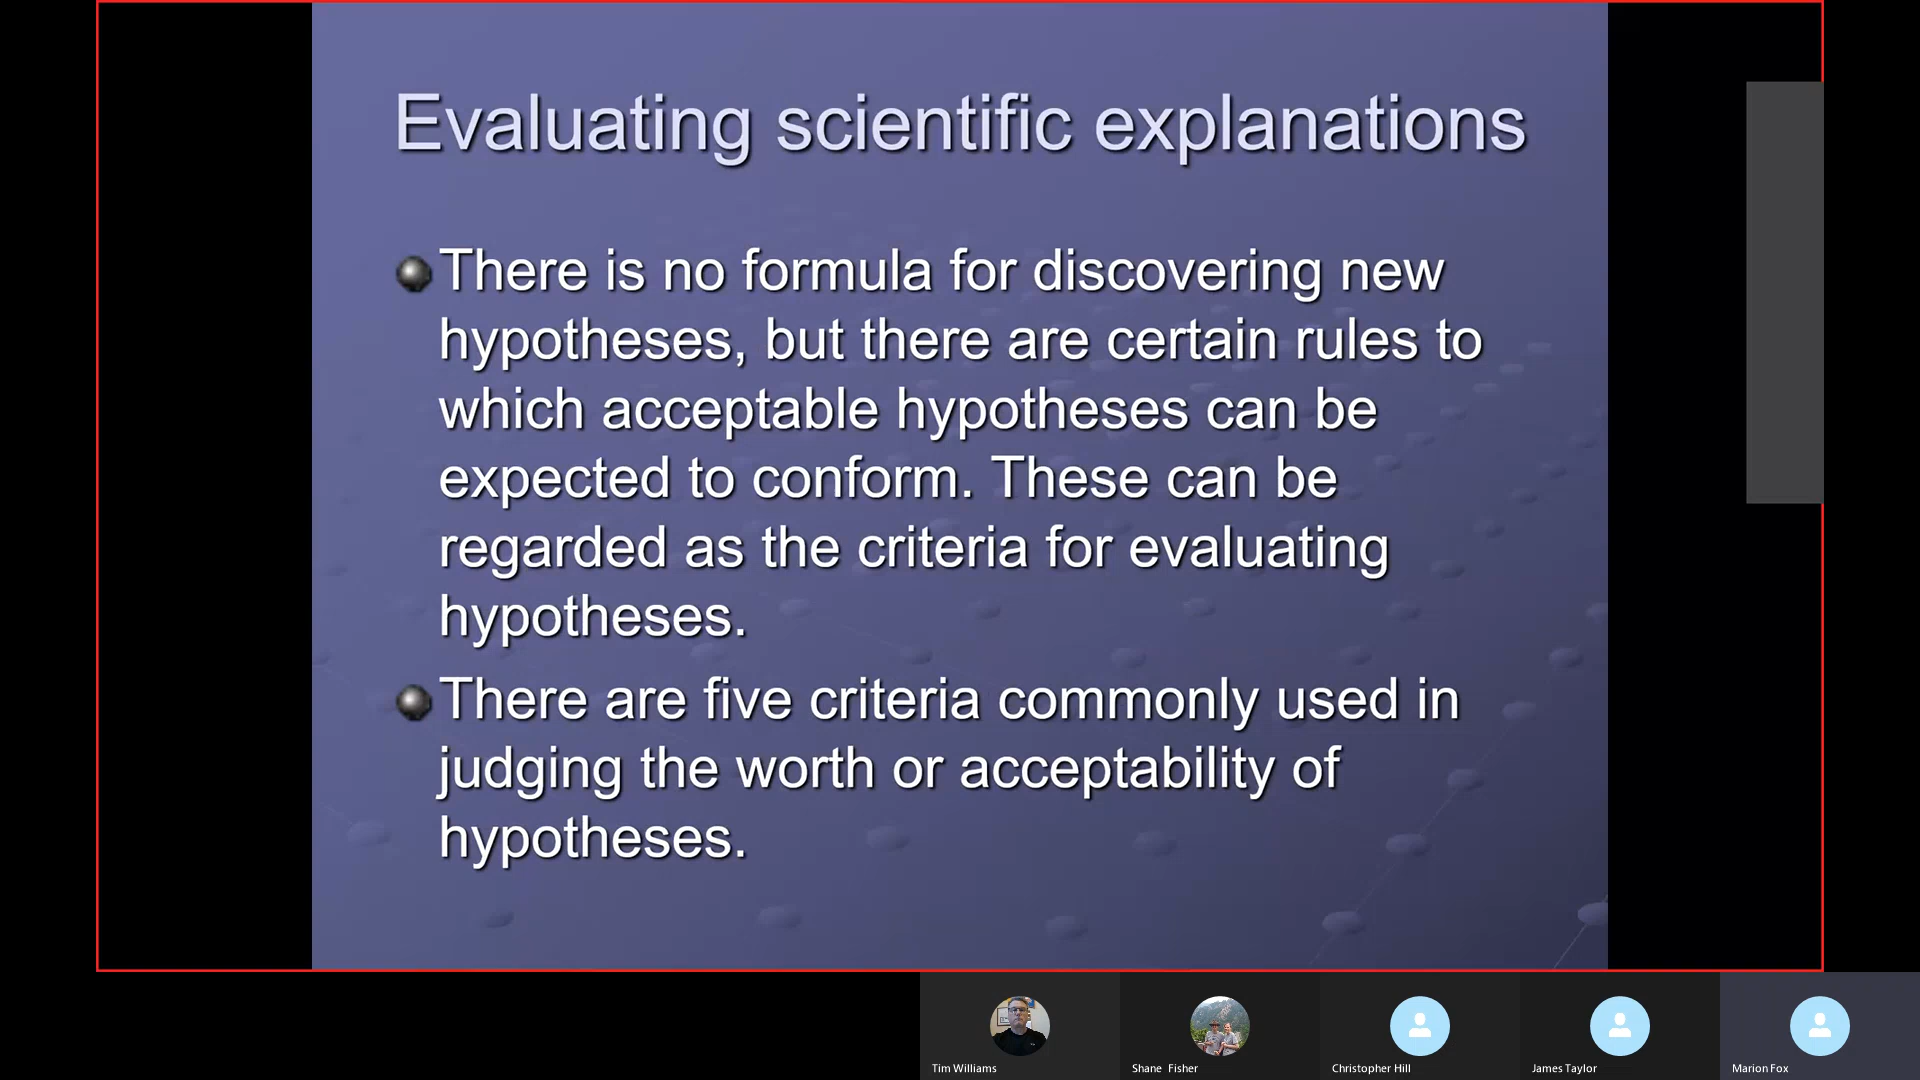 Evaluating scientific explanations
There is no formula for discovering new
hypotheses, but there are certain rules to
which acceptable hypotheses can be
expected to conform. These can be
regarded as the criteria for evaluating
hypotheses.
There are five criteria commonly used in
judging the worth or acceptability of
hypotheses.
Tim Williams
Shane Fisher
Christopher Hill
James Taylor
Marion Fox